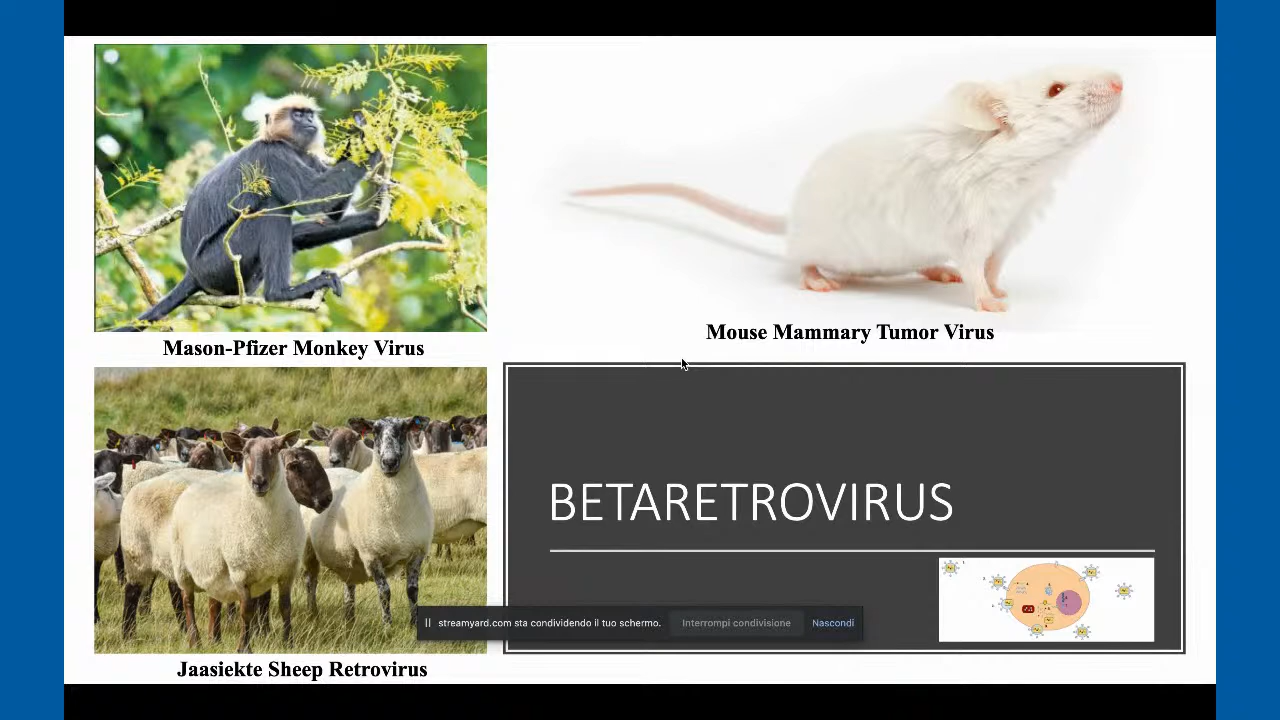 Mason-Pfizer Monkey Virus
Mouse Mammary Tumor Virus
BETARETROVIRUS
streamyard.com sta condividendo il tuo schermo.
Interrompi condivisione
Nascondi
Jaasiekte Sheep Retrovirus